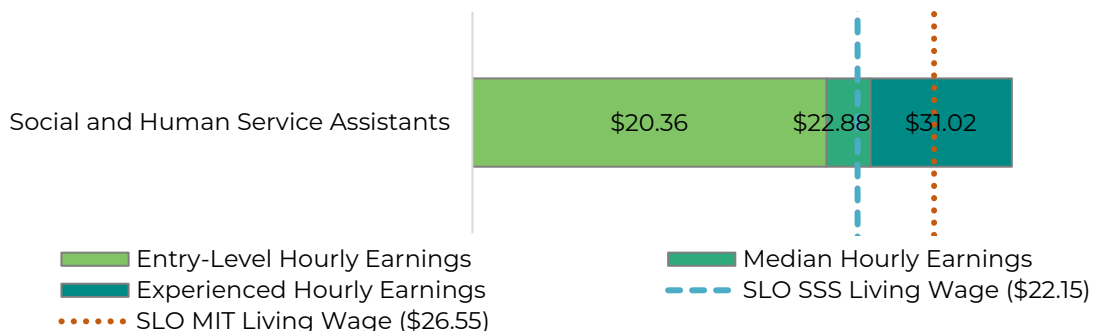 Social and Human Service Assistants
$20.36
$22.88
$31.02
Entry-Level Hourly Earnings
Median Hourly Earnings
Experienced Hourly Earnings
SLO SSS Living Wage ($22.15)
SLO MIT Living Wage ($26.55)